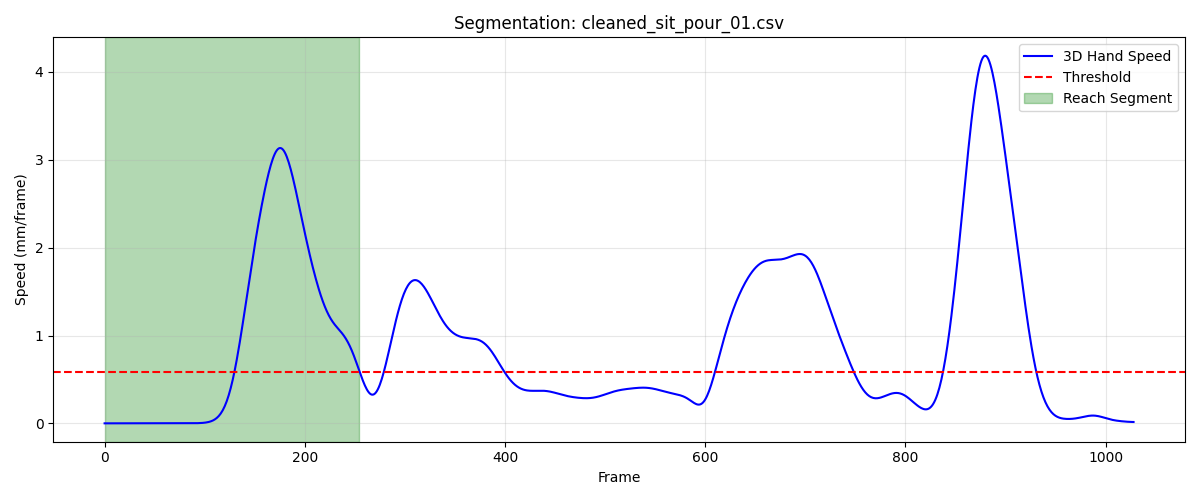 Segmentation: cleaned_sit_pour_01.csv
3D Hand Speed
Threshold
Reach Segment
Speed (mm/frame)
4
3
2
1
0
0 200 400 600 800 1000
Frame